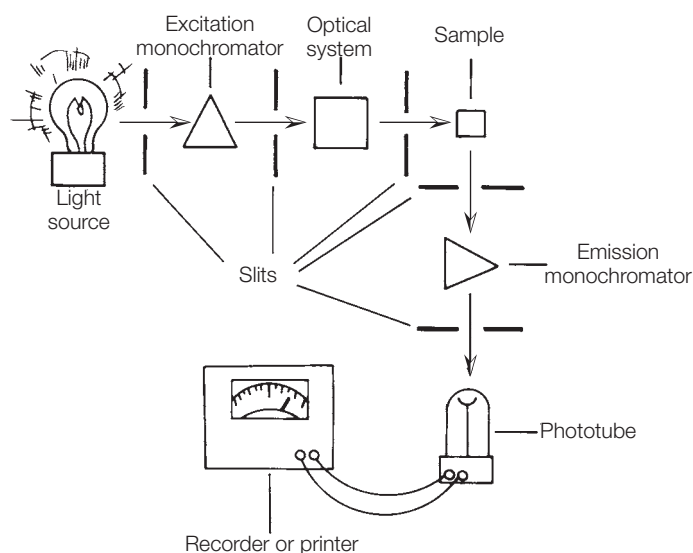 Excitation
monochromator
Optical
system
Sample
Light
source
Slits
Emission
monochromator
Phototube
Recorder or printer